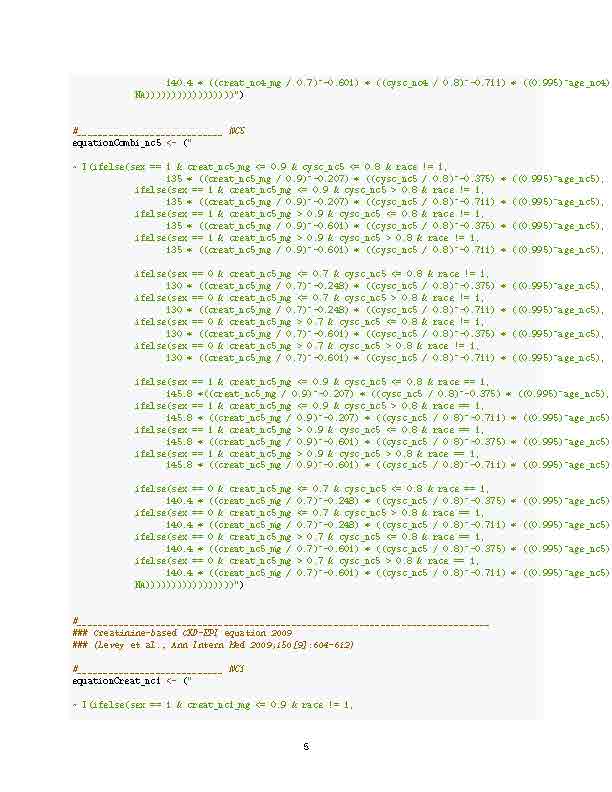 140.4 * ((creat_nc4_mg / 0.7)^-0.601) * ((cysc_nc4 / 0.8)^-0.711) * ((0.995)^age_nc4)
NA)))))))))))))))))")
#___________________________ NC5
equationCombi_nc5 <- ("
~ I(ifelse(sex == 1 & creat_nc5_mg <= 0.9 & cysc_nc5 <= 0.8 & race != 1,
135 * ((creat_nc5_mg / 0.9)^-0.207) * ((cysc_nc5 / 0.8)^-0.375) * ((0.995)^age_nc5),
ifelse(sex == 1 & creat_nc5_mg <= 0.9 & cysc_nc5 > 0.8 & race != 1,
135 * ((creat_nc5_mg / 0.9)^-0.207) * ((cysc_nc5 / 0.8)^-0.711) * ((0.995)^age_nc5),
ifelse(sex == 1 & creat_nc5_mg > 0.9 & cysc_nc5 <= 0.8 & race != 1,
135 * ((creat_nc5_mg / 0.9)^-0.601) * ((cysc_nc5 / 0.8)^-0.375) * ((0.995)^age_nc5),
ifelse(sex == 1 & creat_nc5_mg > 0.9 & cysc_nc5 > 0.8 & race != 1,
135 * ((creat_nc5_mg / 0.9)^-0.601) * ((cysc_nc5 / 0.8)^-0.711) * ((0.995)^age_nc5),
ifelse(sex == 0 & creat_nc5_mg <= 0.7 & cysc_nc5 <= 0.8 & race != 1,
130 * ((creat_nc5_mg / 0.7)^-0.248) * ((cysc_nc5 / 0.8)^-0.375) * ((0.995)^age_nc5),
ifelse(sex == 0 & creat_nc5_mg <= 0.7 & cysc_nc5 > 0.8 & race != 1,
130 * ((creat_nc5_mg / 0.7)^-0.248) * ((cysc_nc5 / 0.8)^-0.711) * ((0.995)^age_nc5),
ifelse(sex == 0 & creat_nc5_mg > 0.7 & cysc_nc5 <= 0.8 & race != 1,
130 * ((creat_nc5_mg / 0.7)^-0.601) * ((cysc_nc5 / 0.8)^-0.375) * ((0.995)^age_nc5),
ifelse(sex == 0 & creat_nc5_mg > 0.7 & cysc_nc5 > 0.8 & race != 1,
130 * ((creat_nc5_mg / 0.7)^-0.601) * ((cysc_nc5 / 0.8)^-0.711) * ((0.995)^age_nc5),
ifelse(sex == 1 & creat_nc5_mg <= 0.9 & cysc_nc5 <= 0.8 & race == 1,
145.8 *((creat_nc5_mg / 0.9)^-0.207) * ((cysc_nc5 / 0.8)^-0.375) * ((0.995)^age_nc5),
ifelse(sex == 1 & creat_nc5_mg <= 0.9 & cysc_nc5 > 0.8 & race == 1,
145.8 * ((creat_nc5_mg / 0.9)^-0.207) * ((cysc_nc5 / 0.8)^-0.711) * ((0.995)^age_nc5)
ifelse(sex == 1 & creat_nc5_mg > 0.9 & cysc_nc5 <= 0.8 & race == 1,
145.8 * ((creat_nc5_mg / 0.9)^-0.601) * ((cysc_nc5 / 0.8)^-0.375) * ((0.995)^age_nc5)
ifelse(sex == 1 & creat_nc5_mg > 0.9 & cysc_nc5 > 0.8 & race == 1,
145.8 * ((creat_nc5_mg / 0.9)^-0.601) * ((cysc_nc5 / 0.8)^-0.711) * ((0.995)^age_nc5)
ifelse(sex == 0 & creat_nc5_mg <= 0.7 & cysc_nc5 <= 0.8 & race == 1,
140.4 * ((creat_nc5_mg / 0.7)^-0.248) * ((cysc_nc5 / 0.8)^-0.375) * ((0.995)^age_nc5)
ifelse(sex == 0 & creat_nc5_mg <= 0.7 & cysc_nc5 > 0.8 & race == 1,
140.4 * ((creat_nc5_mg / 0.7)^-0.248) * ((cysc_nc5 / 0.8)^-0.711) * ((0.995)^age_nc5)
ifelse(sex == 0 & creat_nc5_mg > 0.7 & cysc_nc5 <= 0.8 & race == 1,
140.4 * ((creat_nc5_mg / 0.7)^-0.601) * ((cysc_nc5 / 0.8)^-0.375) * ((0.995)^age_nc5)
ifelse(sex == 0 & creat_nc5_mg > 0.7 & cysc_nc5 > 0.8 & race == 1,
140.4 * ((creat_nc5_mg / 0.7)^-0.601) * ((cysc_nc5 / 0.8)^-0.711) * ((0.995)^age_nc5)
NA)))))))))))))))))")
#_____________________________________________________________________________
### Creatinine-based CKD-EPI equation 2009
### (Levey et al., Ann Intern Med 2009;150[9]:604-612)
#___________________________ NC1
equationCreat_nc1 <- ("
~ I(ifelse(sex == 1 & creat_nc1_mg <= 0.9 & race != 1,
5